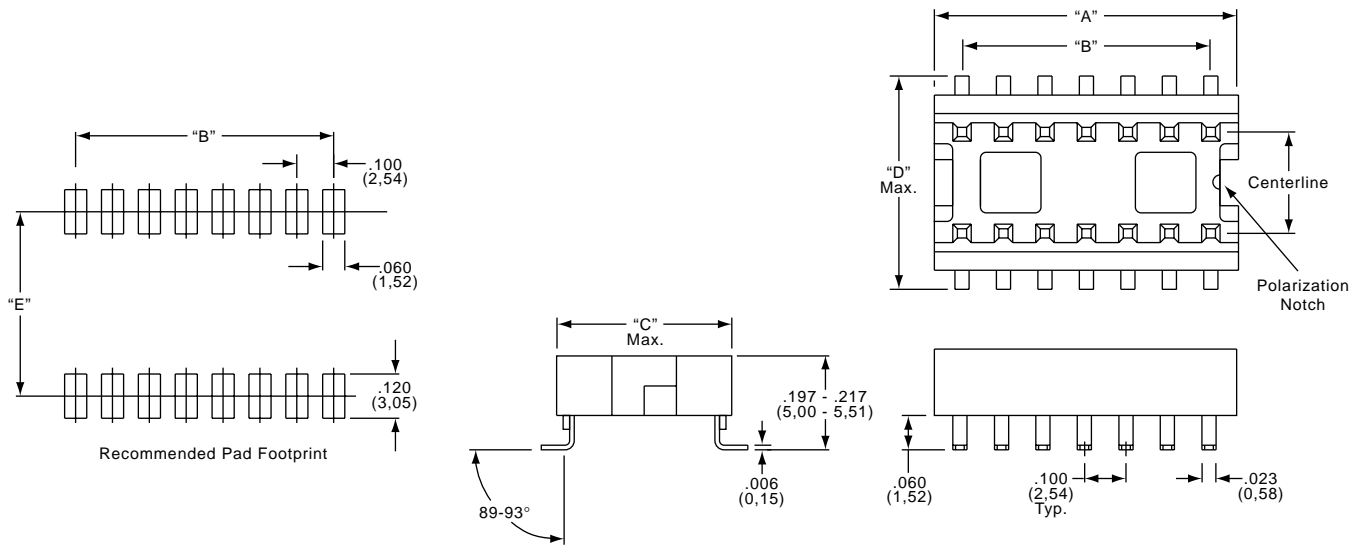 “B”
.100
(2,54)
.060
(1,52)
“E”
.120
(3,05)
Recommended Pad Footprint
“C”
Max.
.197 - .217
(5,00 - 5,51)
.006
(0,15)
89-93°
“A”
“B”
“D”
Max.
Centerline
Polarization
Notch
.060
(1,52)
.100
(2,54)
Typ.
.023
(0,58)